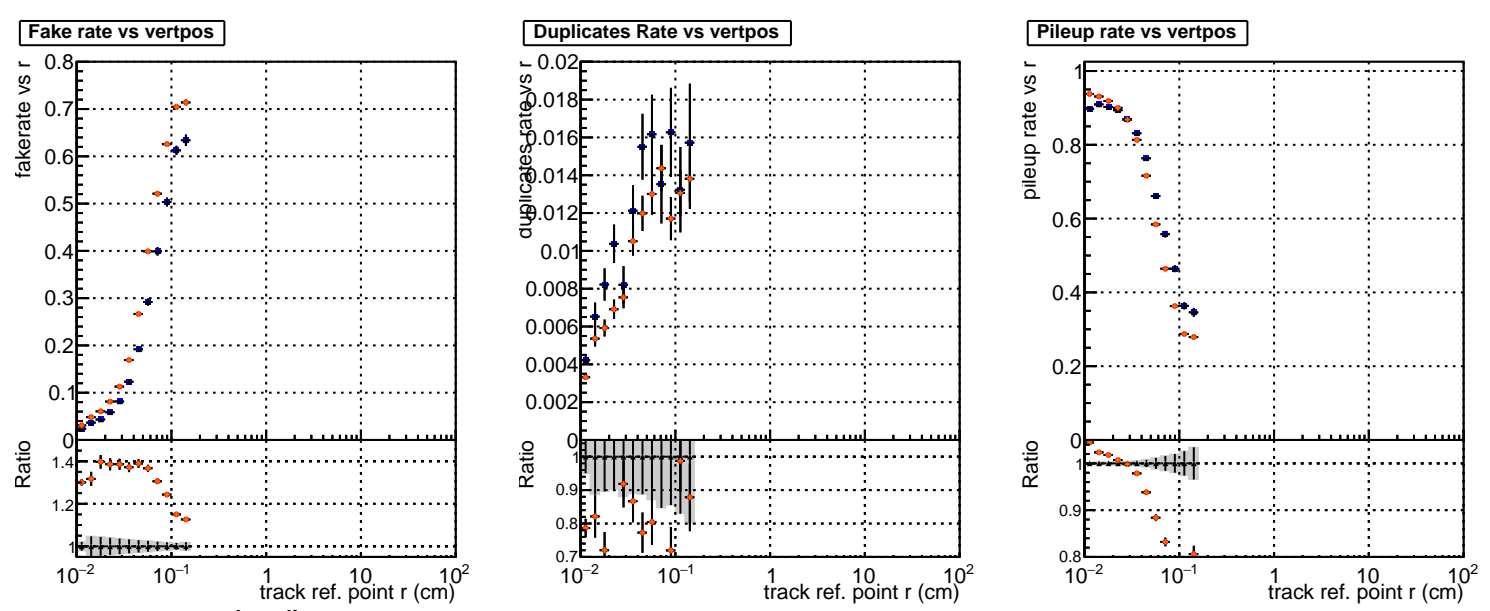 Fake rate vs vertpos
fakerate vs r
0.8
0.7
0.6
0.5
0.4
0.3
0.2
0.1
0
Ratio
1.4
1.2
1
10−2 10−1 1 10 102
track ref. point r (cm)
Duplicates Rate vs vertpos
duplicates rate vs r
0.02
0.018
0.016
0.014
0.012
0.01
0.008
0.006
0.004
0.002
0
Ratio
1
0.9
0.8
0.7
10−2 10−1 1 10 102
track ref. point r (cm)
Pileup rate vs vertpos
pileup rate vs r
1
0.8
0.6
0.4
0.2
0
Ratio
1
0.9
0.8
10−2 10−1 1 10 102
track ref. point r (cm)